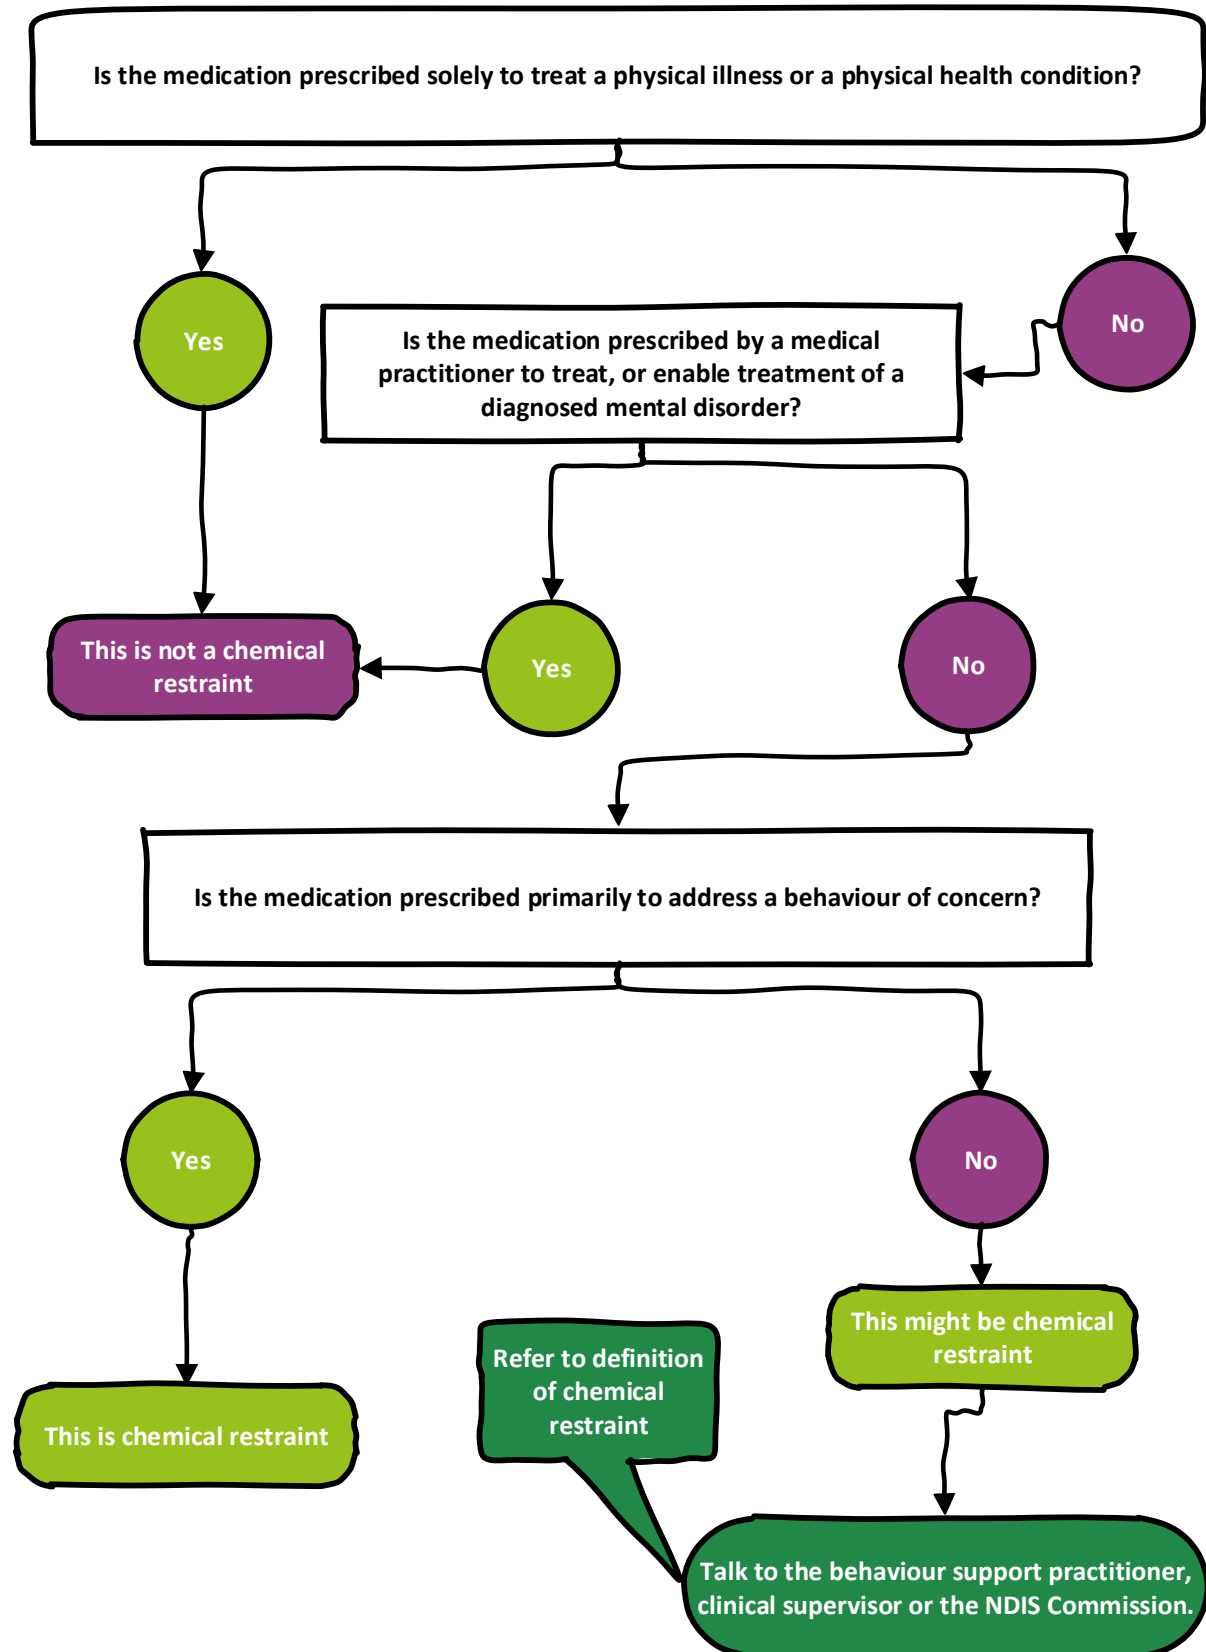 Is the medication prescribed solely to treat a physical illness or a physical health condition?
Yes
No
Is the medication prescribed by a medical
practitioner to treat, or enable treatment of a
diagnosed mental disorder?
This is not a chemical
restraint
Yes
No
Is the medication prescribed primarily to address a behaviour of concern?
Yes
No
This is chemical restraint
This might be chemical
restraint
Refer to definition
of chemical
restraint
Talk to the behaviour support practitioner,
clinical supervisor or the NDIS Commission.